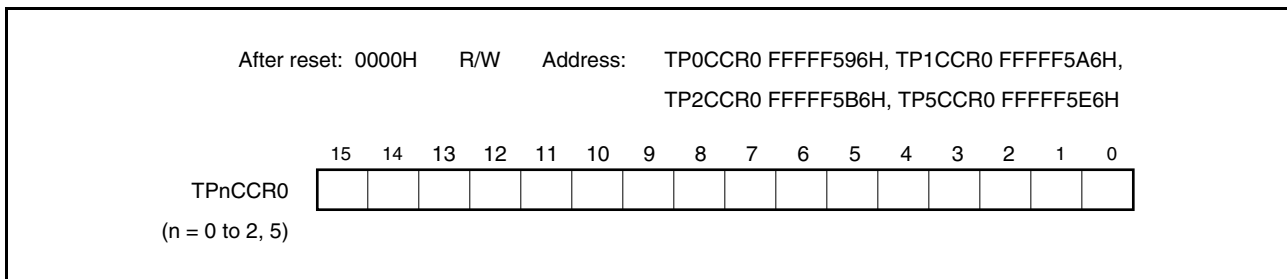 After reset: 0000H R/W Address: TP0CCR0 FFFFF596H, TP1CCR0 FFFFF5A6H,
TP2CCR0 FFFFF5B6H, TP5CCR0 FFFFF5E6H
15 14 13 12 11 10 9 8 7 6 5 4 3 2 1 0
TPnCCR0
(n = 0 to 2, 5)